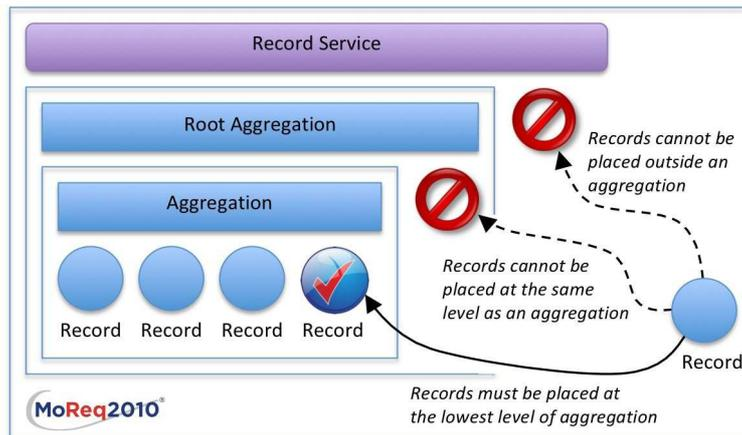 Record Service
Root Aggregation
Records cannot be
placed outside an
aggregation
Aggregation
Records cannot be
placed at the same
level as an aggregation
Record
Record
Record
Record
Record
Records must be placed at
the lowest level of aggregation
MoReq2010®